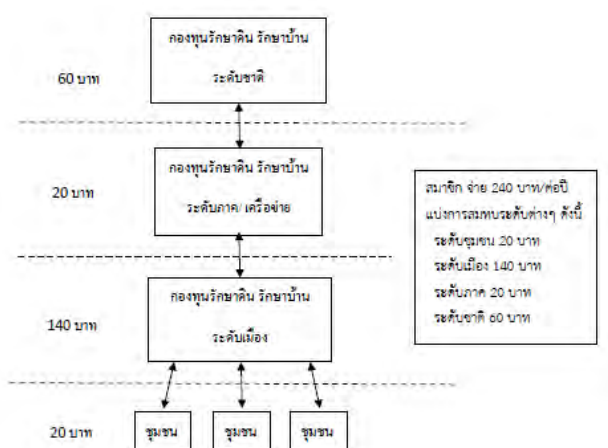 กองทุนรักษาดิน รักษาบ้าน
ระดับชาติ
60 บาท
กองทุนรักษาดิน รักษาบ้าน
ระดับภาค/ เครือข่าย
20 บาท
กองทุนรักษาดิน รักษาบ้าน
ระดับเมือง
140 บาท
ชุมชน
ชุมชน
ชุมชน
20 บาท
สมาชิก จ่าย 240 บาท/ต่อปี
แบ่งการสมทบระดับต่างๆ ดังนี้
ระดับชุมชน 20 บาท
ระดับเมือง 140 บาท
ระดับภาค 20 บาท
ระดับชาติ 60 บาท